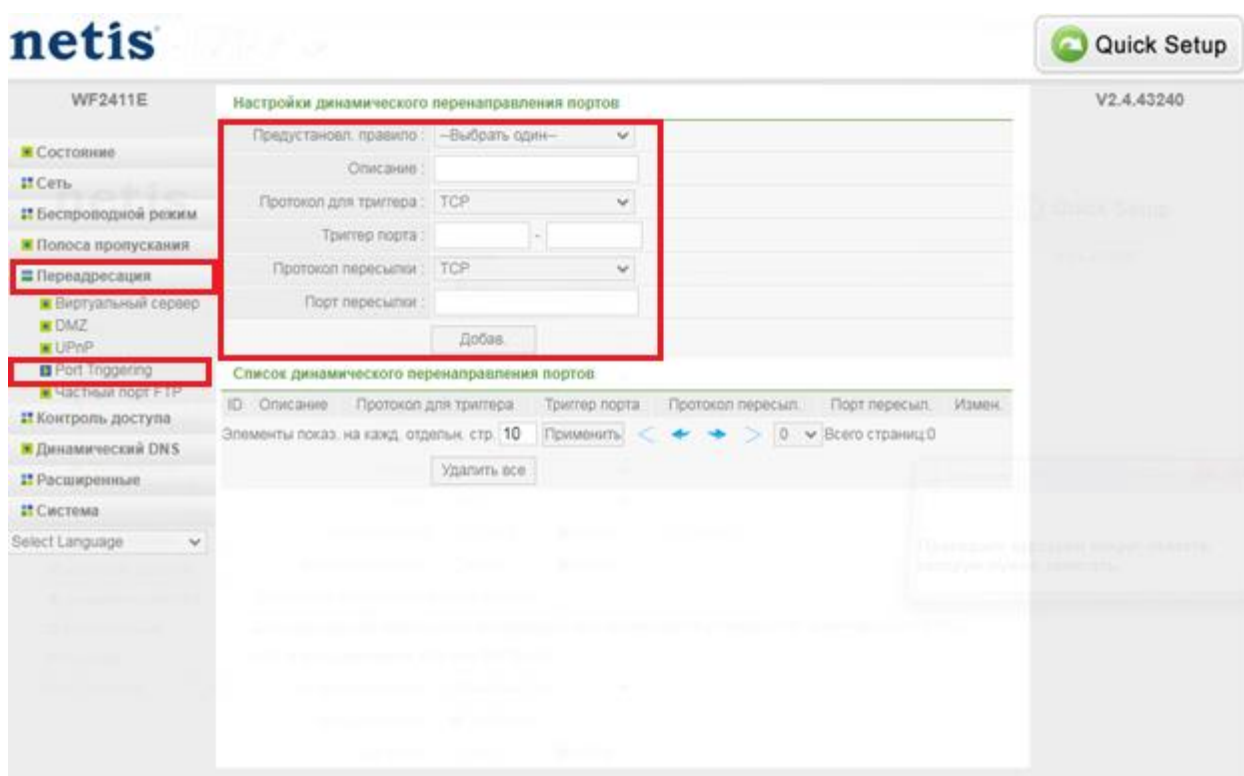 netis
Quick Setup
WF2411E
V2.4.43240
Состояние
Сеть
Беспроводной режим
Полоса пропускания
Переадресация
Виртуальный сервер
DMZ
UPnP
Port Triggering
Частный порт FTP
Контроль доступа
Динамический DNS
Расширенные
Система
Select Language
Настройки динамического перенаправления портов
Предустановл. правило : --Выбрать один--
Описание :
Протокол для триггера : TCP
Триггер порта : -
Протокол пересылки : TCP
Порт пересылки :
Добав.
Список динамического перенаправления портов
ID Описание Протокол для триггера Триггер порта Протокол пересыл. Порт пересыл. Измен.
Элементы показ. на кажд. отдельн. стр. 10 Применить 0 Всего страниц:0
Удалить все